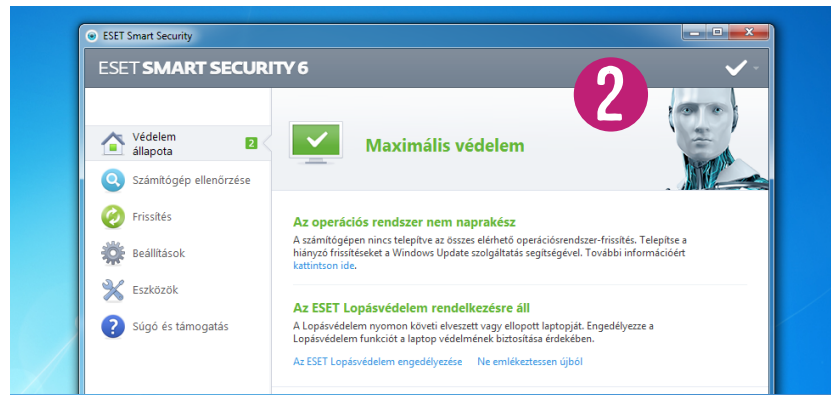 ESET Smart Security
ESET SMART SECURITY 6
2
Védelem
állapota
2
Számítógép ellenőrzése
Frissítés
Beállítások
Eszközök
Súgó és támogatás
Maximális védelem
Az operációs rendszer nem naprakész
A számítógépen nincs telepítve az összes elérhető operációsrendszer-frissítés. Telepítse a
hiányzó frissítéseket a Windows Update szolgáltatás segítségével. További információért
kattintson ide.
Az ESET Lopásvédelem rendelkezésre áll
A Lopásvédelem nyomon követi elveszett vagy ellopott laptopját. Engedélyezze a
Lopásvédelem funkciót a laptop védelmének biztosítása érdekében.
Az ESET Lopásvédelem engedélyezése Ne emlékeztessen újból